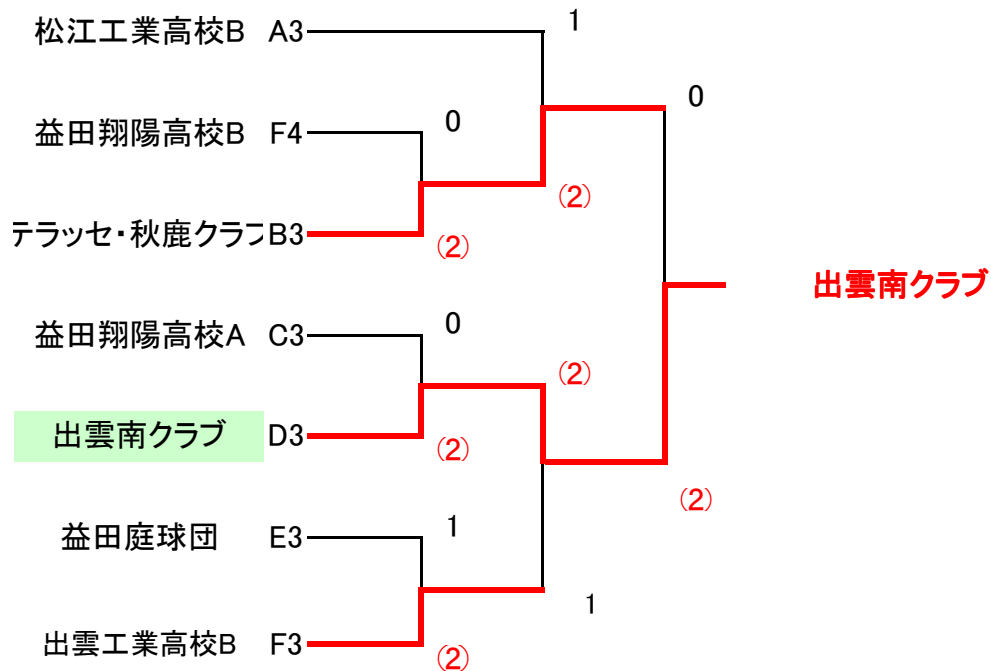 松江工業高校B A3
1
0
益田翔陽高校B F4
0
(2)
テラッセ・秋鹿クラブ B3
(2)
出雲南クラブ
益田翔陽高校A C3
0
(2)
出雲南クラブ D3
(2)
(2)
益田庭球団 E3
1
1
出雲工業高校B F3
(2)